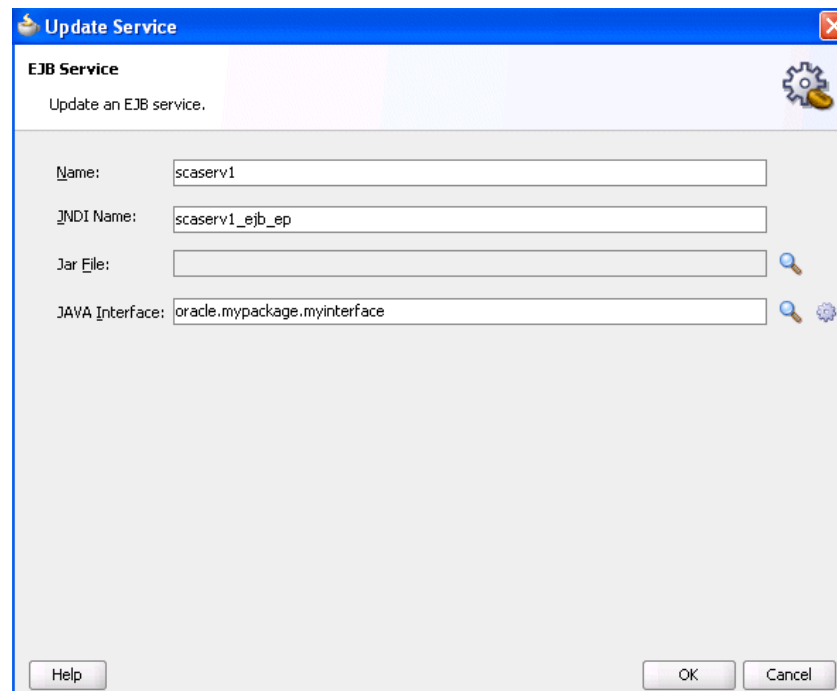 Update Service
EJB Service
Update an EJB service.
Name: scaserv1
JNDI Name: scaserv1_ejb_ep
Jar File:
JAVA Interface: oracle.mypackage.myinterface
Help OK Cancel